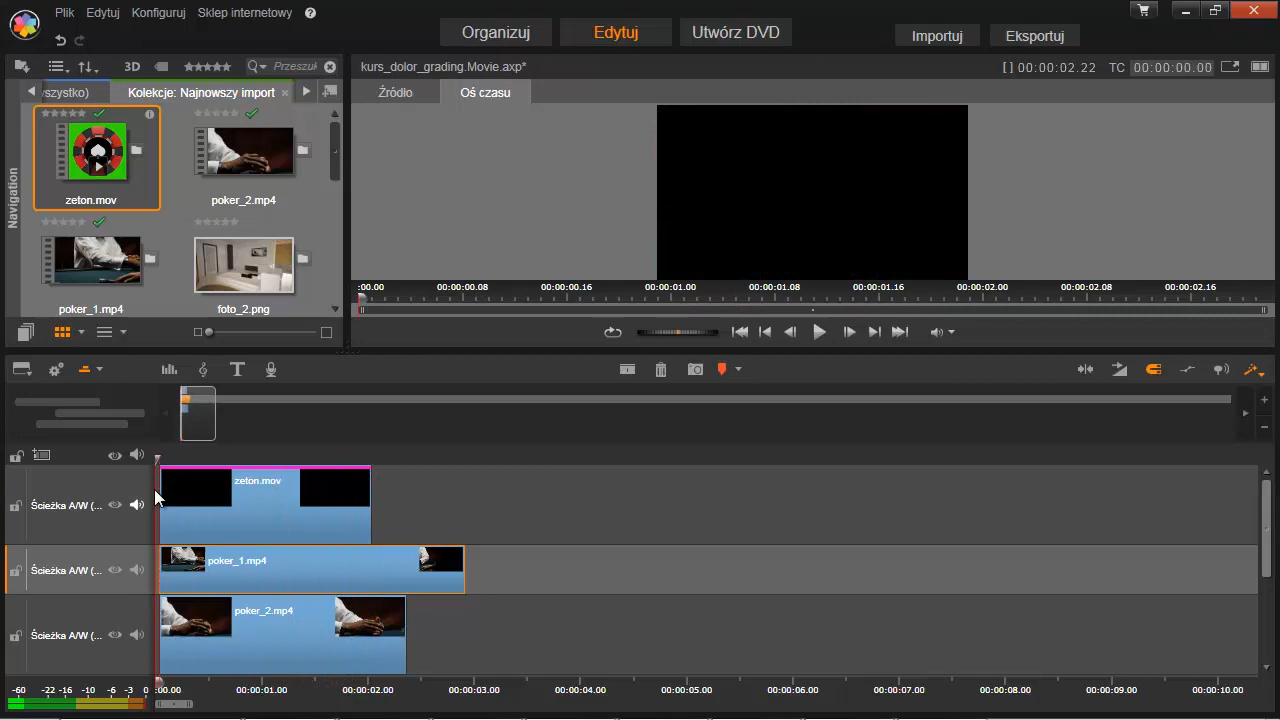 Plik Edytuj Konfiguruj Sklep internetowy
Organizuj Edytuj Utwórz DVD Importuj Eksportuj
3D Przeszuk
kurs_dolor_grading.Movie.axp* [ ] 00:00:02.22 TC 00:00:00.00
yszystko) Kolekcje: Najnowszy import ×
Źródło Oś czasu
Navigation
zeton.mov poker_2.mp4
poker_1.mp4 foto_2.png
:00.00 00:00:00.08 00:00:00.16 00:00:01.00 00:00:01.08 00:00:01.16 00:00:02.00 00:00:02.08 00:00:02.16
zeton.mov
Ścieżka A/W (...
poker_1.mp4
Ścieżka A/W (...
poker_2.mp4
Ścieżka A/W (...
-60 -22 -16 -10 -6 -3 0 :00.00 00:00:01.00 00:00:02.00 00:00:03.00 00:00:04.00 00:00:05.00 00:00:06.00 00:00:07.00 00:00:08.00 00:00:09.00 00:00:10.00